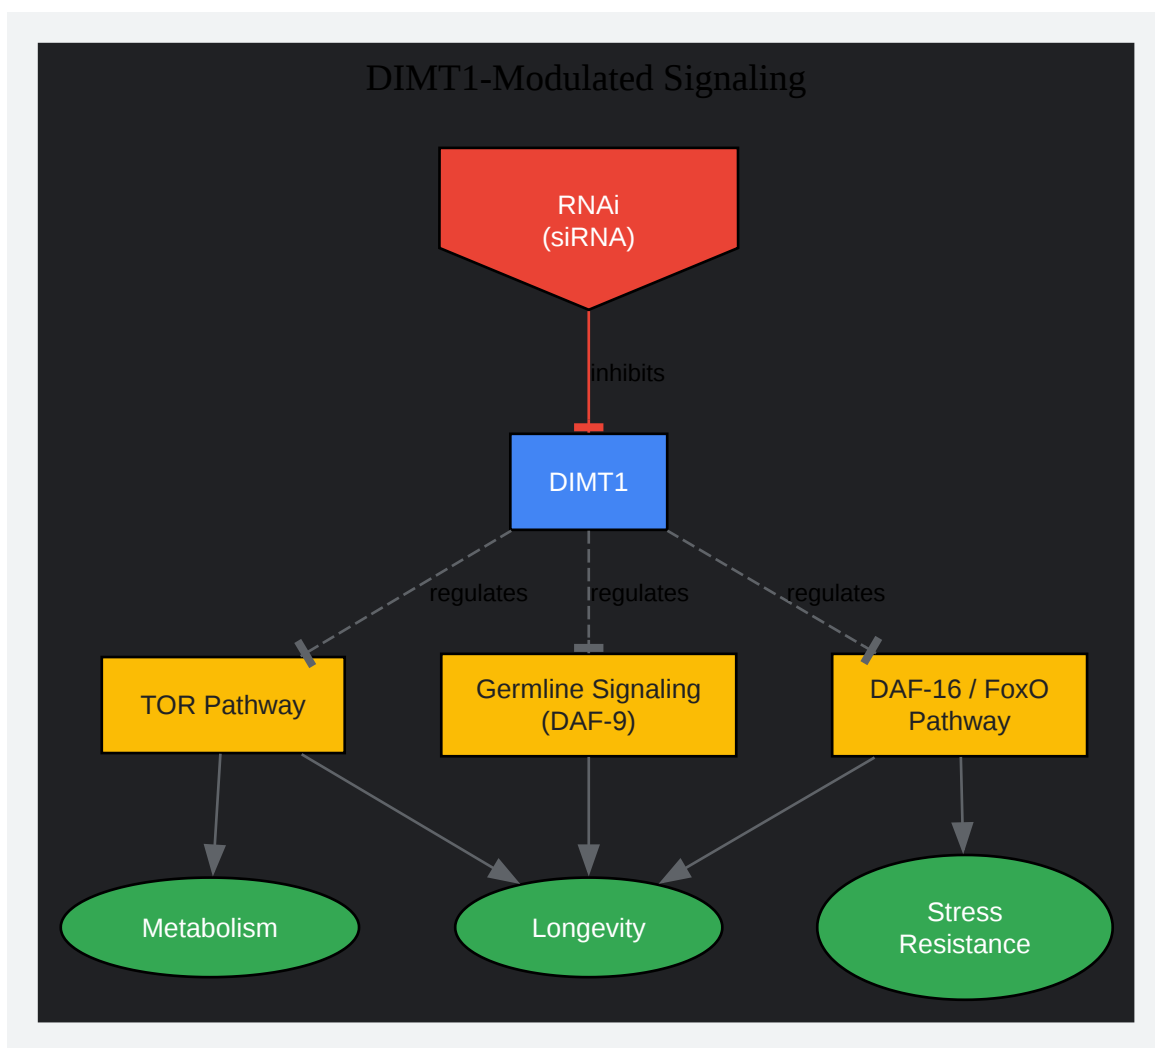 DIMT1-Modulated Signaling
RNAi
(siRNA)
inhibits
DIMT1
regulates
regulates
regulates
TOR Pathway
Germline Signaling
(DAF-9)
DAF-16 / FoxO
Pathway
Metabolism
Longevity
Stress
Resistance